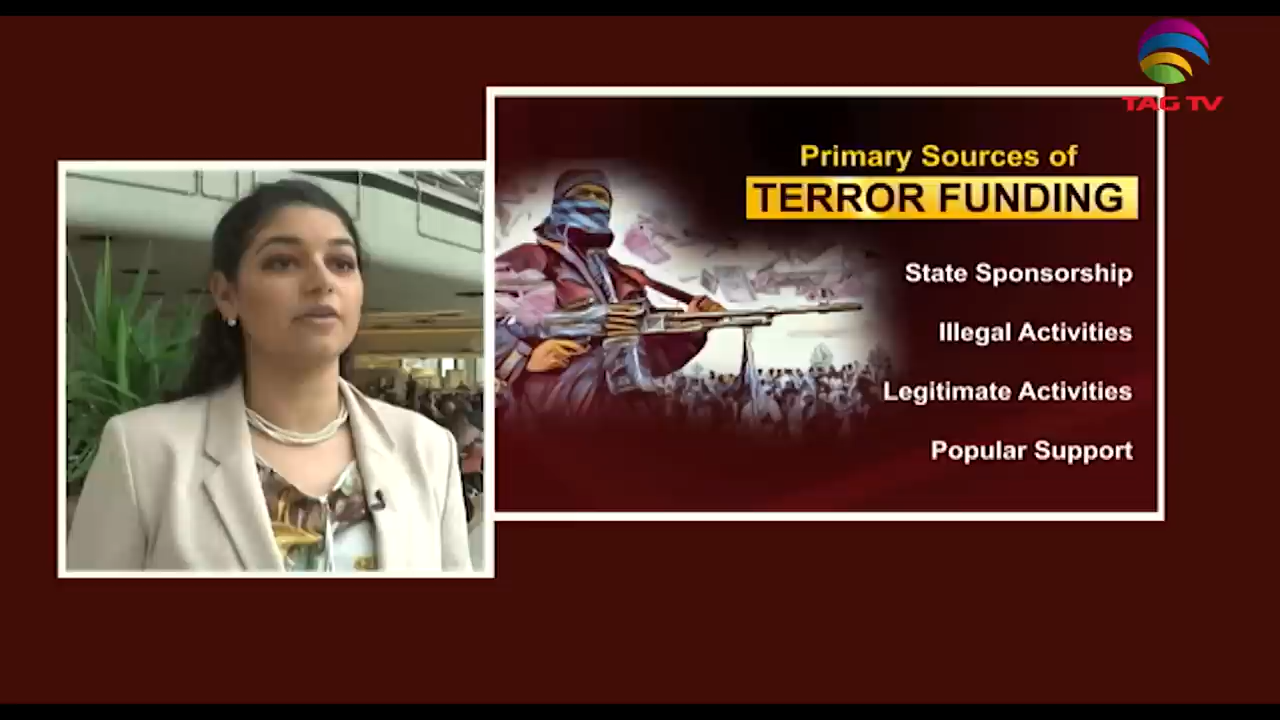 TAG TV
Primary Sources of
TERROR FUNDING
State Sponsorship
Illegal Activities
Legitimate Activities
Popular Support